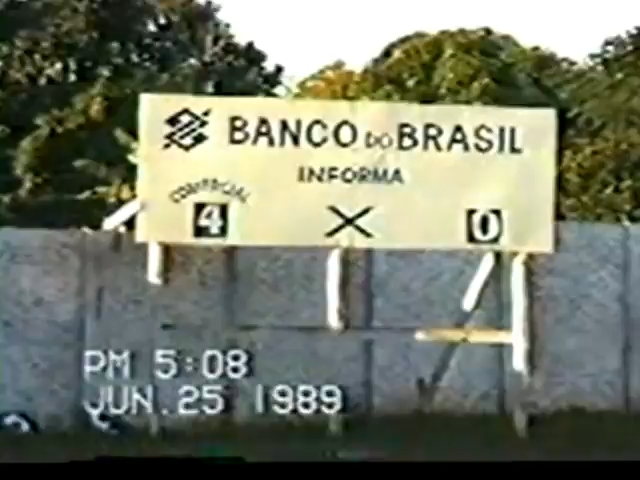 BANCO DO BRASIL
INFORMA
COMERCIAL
4 X 0
PM 5:08
JUN.25 1989